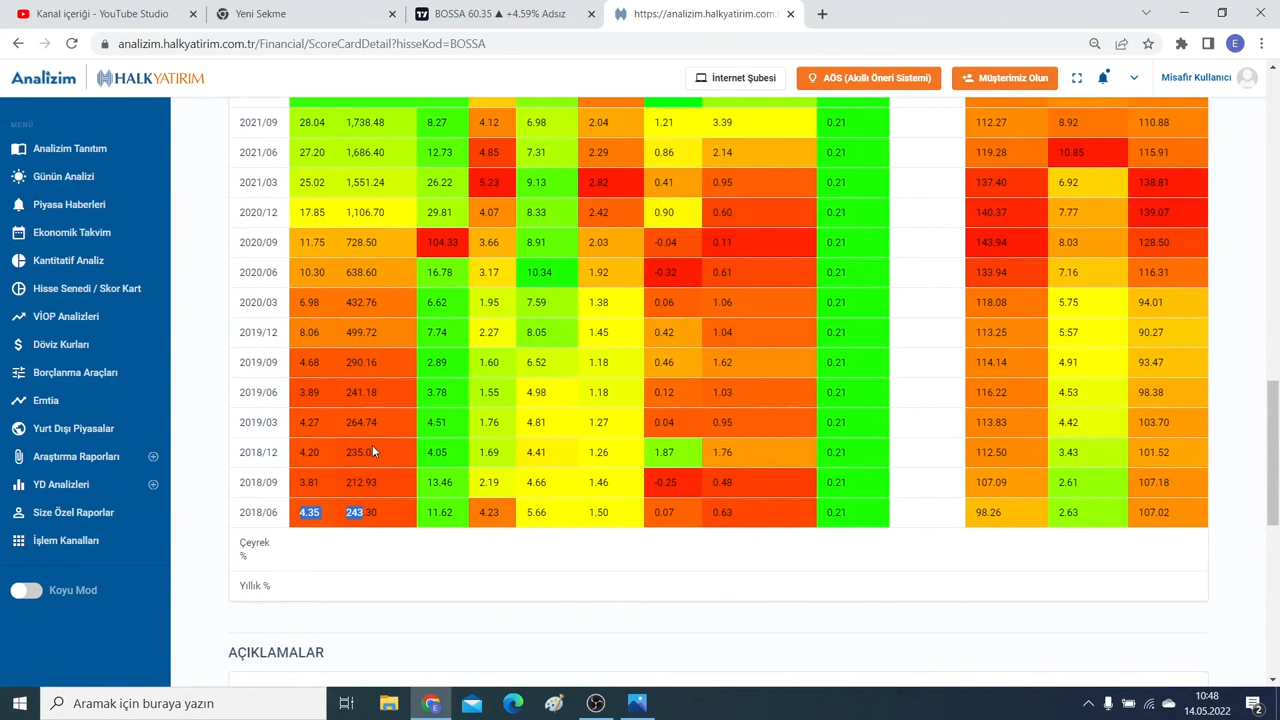 Kanal içeriği - YouTube Studio
Yeni Sekme
BOSSA 60.35 ▲ +4.59% Adsız
https://analizim.halkyatirim.com.
analizim.halkyatirim.com.tr/Financial/ScoreCardDetail?hisseKod=BOSSA
E
Analizim HALKYATIRIM
İnternet Şubesi
AÖS (Akıllı Öneri Sistemi)
Müşterimiz Olun
Misafir Kullanıcı
MENÜ
Analizim Tanıtım
Günün Analizi
Piyasa Haberleri
Ekonomik Takvim
Kantitatif Analiz
Hisse Senedi / Skor Kart
VİOP Analizleri
Döviz Kurları
Borçlanma Araçları
Emtia
Yurt Dışı Piyasalar
Araştırma Raporları
YD Analizleri
Size Özel Raporlar
İşlem Kanalları
Koyu Mod
2021/09 28.04 1,738.48 8.27 4.12 6.98 2.04 1.21 3.39 0.21 112.27 8.92 110.88
2021/06 27.20 1,686.40 12.73 4.85 7.31 2.29 0.86 2.14 0.21 119.28 10.85 115.91
2021/03 25.02 1,551.24 26.22 5.23 9.13 2.82 0.41 0.95 0.21 137.40 6.92 138.81
2020/12 17.85 1,106.70 29.81 4.07 8.33 2.42 0.90 0.60 0.21 140.37 7.77 139.07
2020/09 11.75 728.50 104.33 3.66 8.91 2.03 -0.04 0.11 0.21 143.94 8.03 128.50
2020/06 10.30 638.60 16.78 3.17 10.34 1.92 -0.32 0.61 0.21 133.94 7.16 116.31
2020/03 6.98 432.76 6.62 1.95 7.59 1.38 0.06 1.06 0.21 118.08 5.75 94.01
2019/12 8.06 499.72 7.74 2.27 8.05 1.45 0.42 1.04 0.21 113.25 5.57 90.27
2019/09 4.68 290.16 2.89 1.60 6.52 1.18 0.46 1.62 0.21 114.14 4.91 93.47
2019/06 3.89 241.18 3.78 1.55 4.98 1.18 0.12 1.03 0.21 116.22 4.53 98.38
2019/03 4.27 264.74 4.51 1.76 4.81 1.27 0.04 0.95 0.21 113.83 4.42 103.70
2018/12 4.20 4.05 1.69 4.41 1.26 1.87 1.76 0.21 112.50 3.43 101.52
2018/09 3.81 212.93 13.46 2.19 4.66 1.46 -0.25 0.48 0.21 107.09 2.61 107.18
2018/06 4.35 243.30 11.62 4.23 5.66 1.50 0.07 0.63 0.21 98.26 2.63 107.02
Çeyrek
%
Yıllık %
AÇIKLAMALAR
Aramak için buraya yazın
10:48
14.05.2022
2